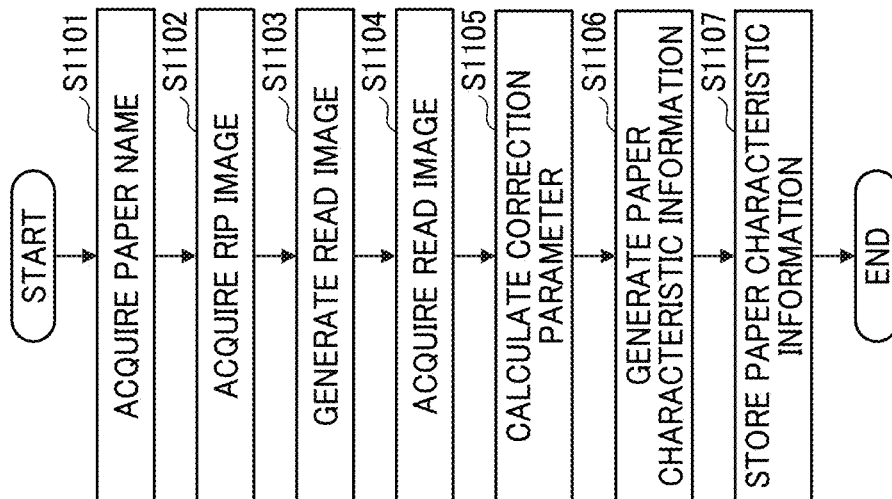 START
S1101
ACQUIRE PAPER NAME
S1102
ACQUIRE RIP IMAGE
S1103
GENERATE READ IMAGE
S1104
ACQUIRE READ IMAGE
S1105
CALCULATE CORRECTION
PARAMETER
S1106
GENERATE PAPER
CHARACTERISTIC INFORMATION
S1107
STORE PAPER CHARACTERISTIC
INFORMATION
END